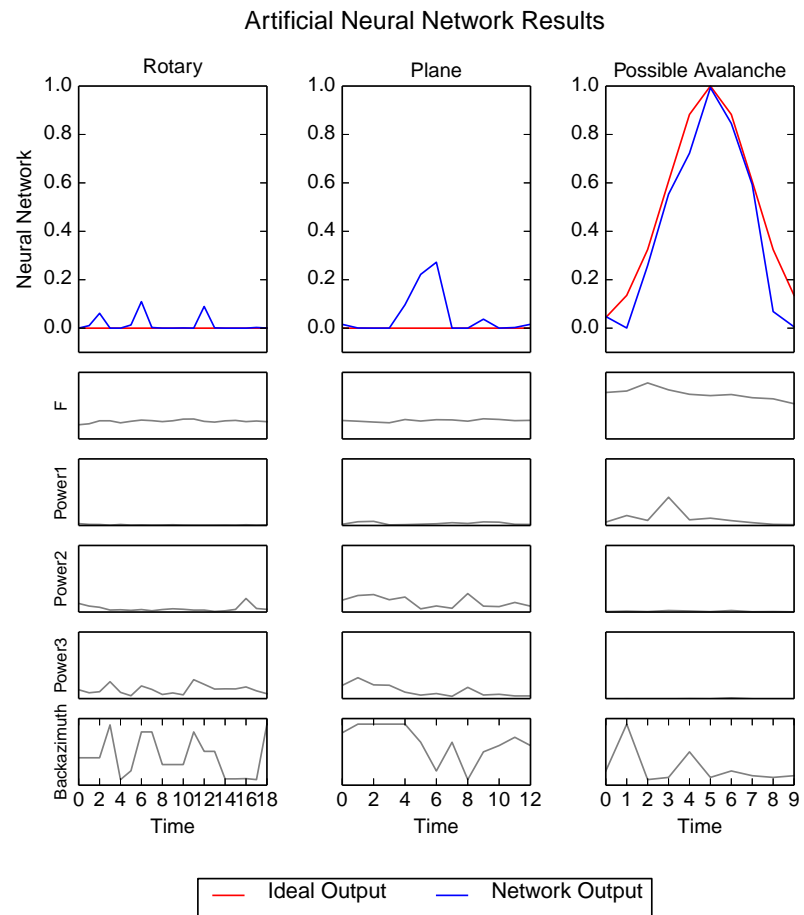 Artificial Neural Network Results
Rotary
Plane
Possible Avalanche
Neural Network
1.0
0.8
0.6
0.4
0.2
0.0
1.0
0.8
0.6
0.4
0.2
0.0
1.0
0.8
0.6
0.4
0.2
0.0
F
Power1
Power2
Power3
Backazimuth
0 2 4 6 8 10 12 14 16 18
0 2 4 6 8 10 12
0 1 2 3 4 5 6 7 8 9
Time
Time
Time
Ideal Output
Network Output